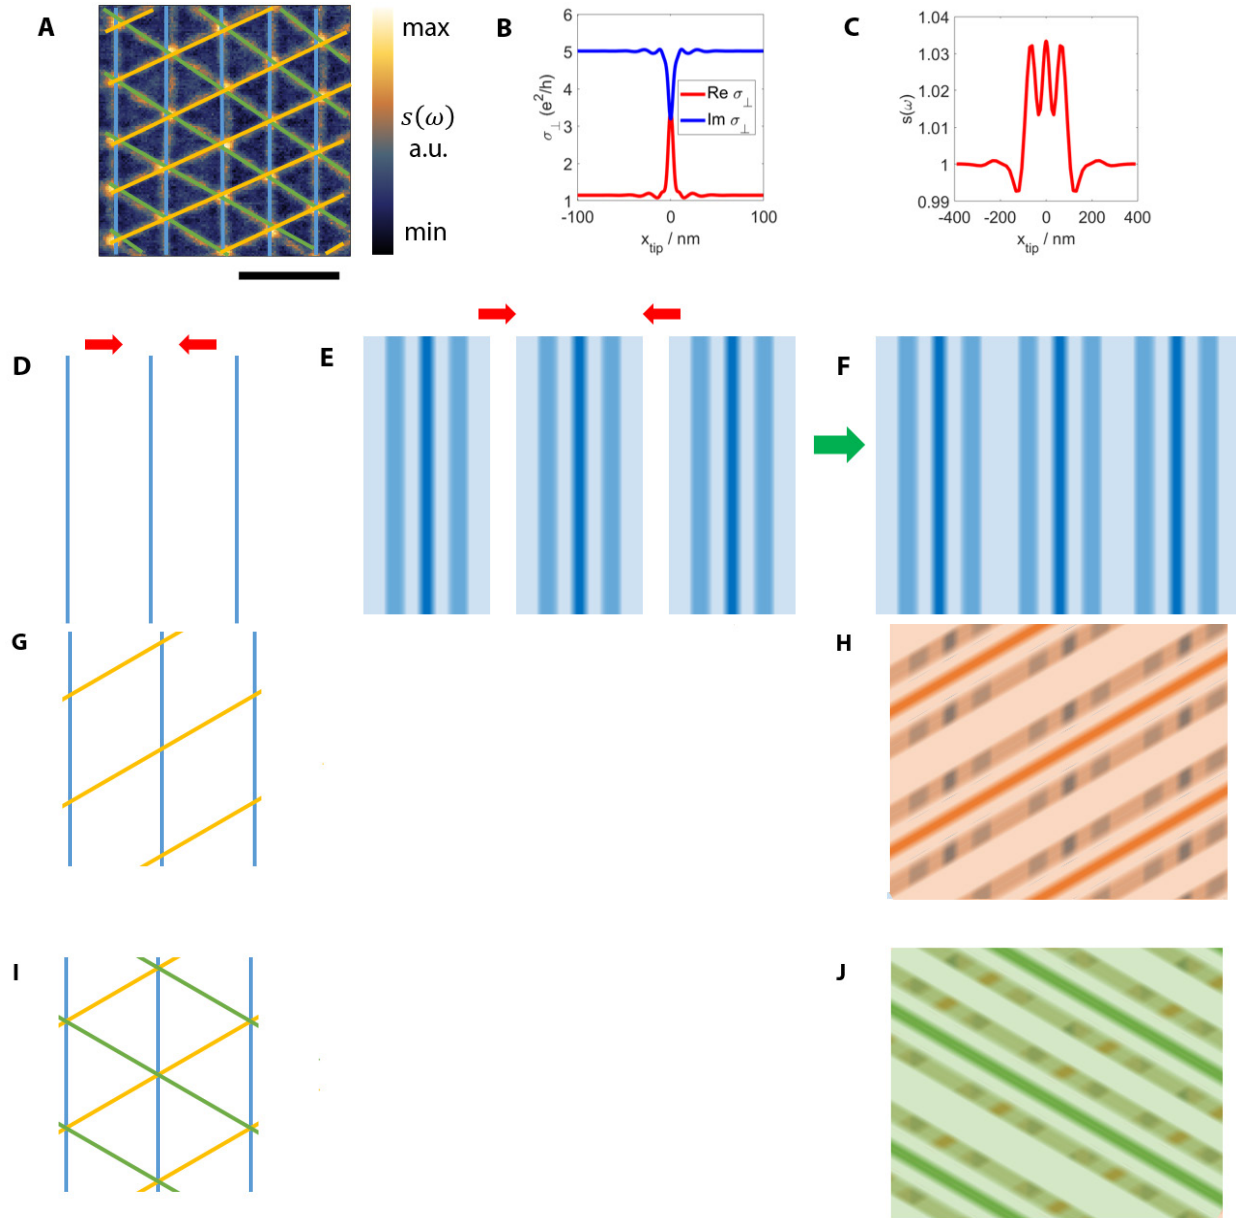 A
max
s(ω)
a.u.
min
B
σ⊥ (e²/h)
6
5
4
3
2
1
-100
0
100
x_tip / nm
Re σ⊥
Im σ⊥
C
s(ω)
1.04
1.03
1.02
1.01
1
0.99
-400
-200
0
200
400
x_tip / nm
D
E
F
G
H
I
J